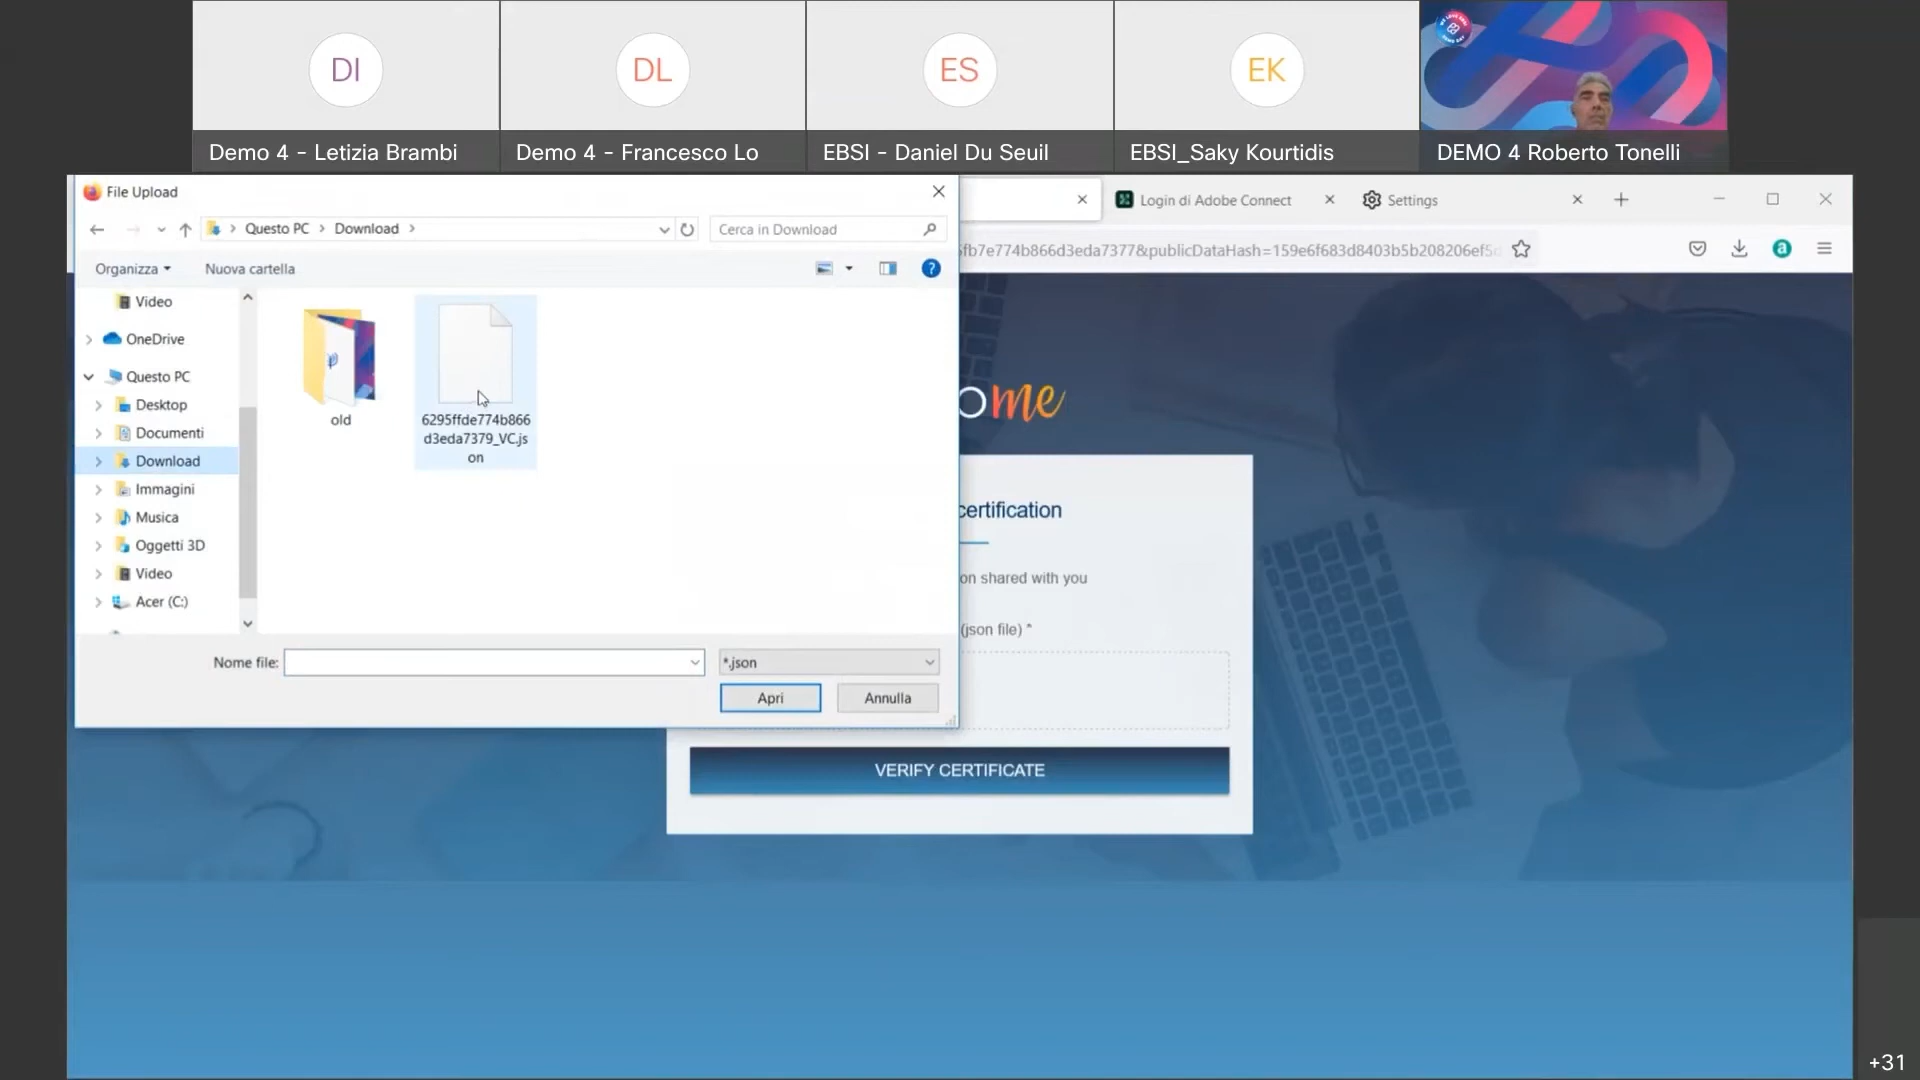 DI
DL
ES
EK
Demo 4 - Letizia Brambi
Demo 4 - Francesco Lo
EBSI - Daniel Du Seuil
EBSI_Saky Kourtidis
DEMO 4 Roberto Tonelli
File Upload
Login di Adobe Connect
Settings
Questo PC
Download
Cerca in Download
fb7e774b866d3eda7377&publicDataHash=159e6f683d8403b5b208206ef5
Organizza
Nuova cartella
Video
OneDrive
Questo PC
Desktop
Documenti
Download
Immagini
Musica
Oggetti 3D
Video
Acer (C:)
old
6295ffde774b866
d3eda7379_VC.js
on
ome
certification
on shared with you
(json file) *
Nome file:
*.json
Apri
Annulla
VERIFY CERTIFICATE
+31